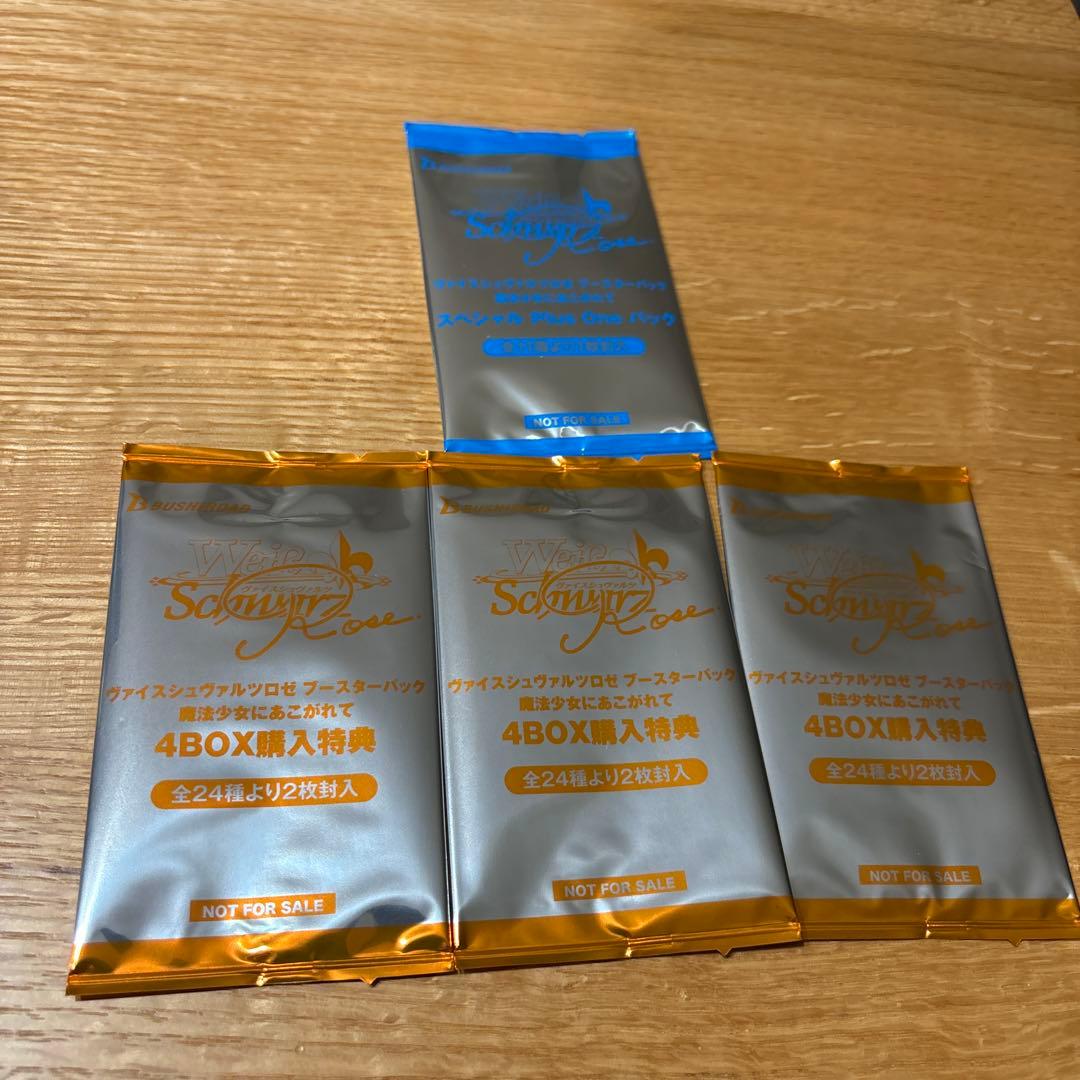 BUSHIROAD
Weiß
Schwarz
Rose
ヴァイスシュヴァルツロゼ ブースターパック
魔法少女にあこがれて
スペシャル Plus One パック
NOT FOR SALE
BUSHIROAD
Weiß
ヴァイスシュヴァルツ
Schwarz
Rose
ヴァイスシュヴァルツロゼ ブースターパック
魔法少女にあこがれて
4BOX購入特典
全24種より2枚封入
NOT FOR SALE
BUSHIROAD
Weiß
ヴァイスシュヴァルツ
Schwarz
Rose
ヴァイスシュヴァルツロゼ ブースターパック
魔法少女にあこがれて
4BOX購入特典
全24種より2枚封入
NOT FOR SALE
BUSHIROAD
Weiß
Schwarz
Rose
ヴァイスシュヴァルツロゼ ブースターパック
魔法少女にあこがれて
4BOX購入特典
全24種より2枚封入
NOT FOR SALE